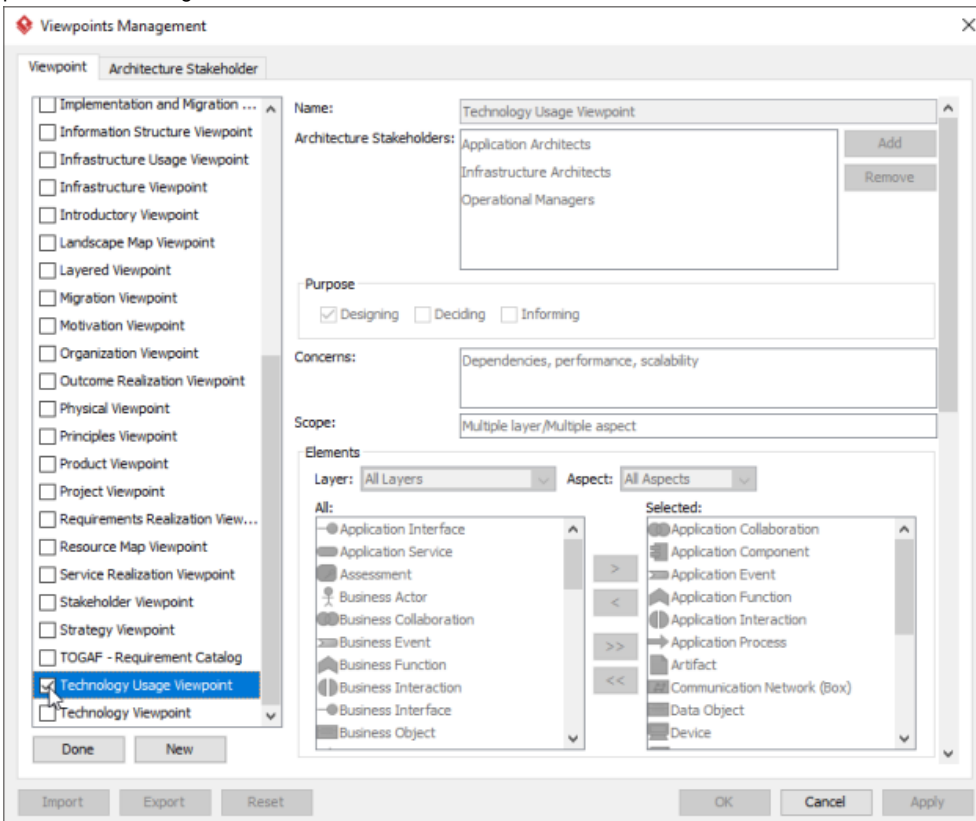 Viewpoints Management
Viewpoint
Architecture Stakeholder
Implementation and Migration ...
Information Structure Viewpoint
Infrastructure Usage Viewpoint
Infrastructure Viewpoint
Introductory Viewpoint
Landscape Map Viewpoint
Layered Viewpoint
Migration Viewpoint
Motivation Viewpoint
Organization Viewpoint
Outcome Realization Viewpoint
Physical Viewpoint
Principles Viewpoint
Product Viewpoint
Project Viewpoint
Requirements Realization View...
Resource Map Viewpoint
Service Realization Viewpoint
Stakeholder Viewpoint
Strategy Viewpoint
TOGAF - Requirement Catalog
Technology Usage Viewpoint
Technology Viewpoint
Done
New
Name:
Technology Usage Viewpoint
Architecture Stakeholders:
Application Architects
Infrastructure Architects
Operational Managers
Add
Remove
Purpose
Designing
Deciding
Informing
Concerns:
Dependencies, performance, scalability
Scope:
Multiple layer/Multiple aspect
Elements
Layer:
All Layers
Aspect:
All Aspects
All:
Application Interface
Application Service
Assessment
Business Actor
Business Collaboration
Business Event
Business Function
Business Interaction
Business Interface
Business Object
>
<
>>
<<
Selected:
Application Collaboration
Application Component
Application Event
Application Function
Application Interaction
Application Process
Artifact
Communication Network (Box)
Data Object
Device
Import
Export
Reset
OK
Cancel
Apply